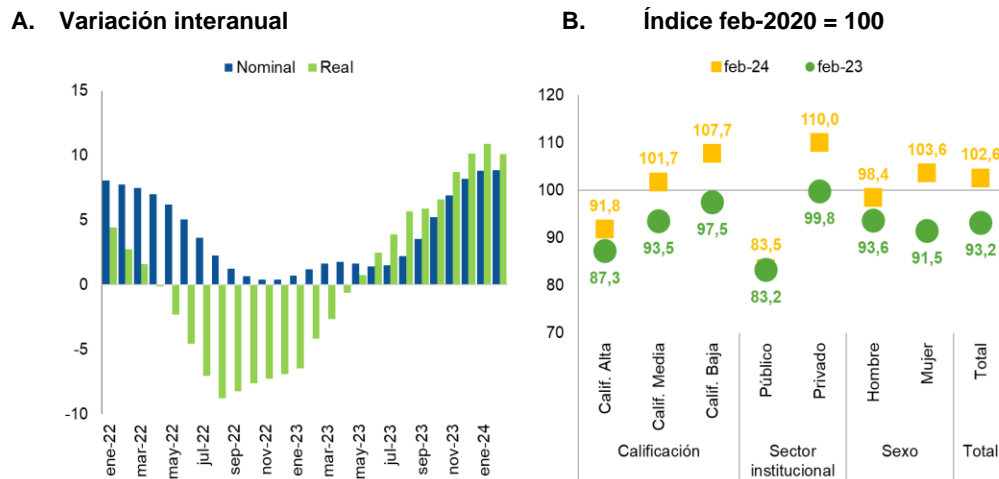 A. Variación interanual
Nominal Real
15
10
5
0
-5
-10
ene-22
mar-22
may-22
jul-22
sep-22
nov-22
ene-23
mar-23
may-23
jul-23
sep-23
nov-23
ene-24
B. Índice feb-2020 = 100
feb-24 feb-23
120
110
100
90
80
70
91,8
101,7
107,7
83,5
110,0
98,4
103,6
102,6
87,3
93,5
97,5
83,2
99,8
93,6
91,5
93,2
Calif. Alta
Calif. Media
Calif. Baja
Público
Privado
Hombre
Mujer
Total
Calificación
Sector
institucional
Sexo
Total